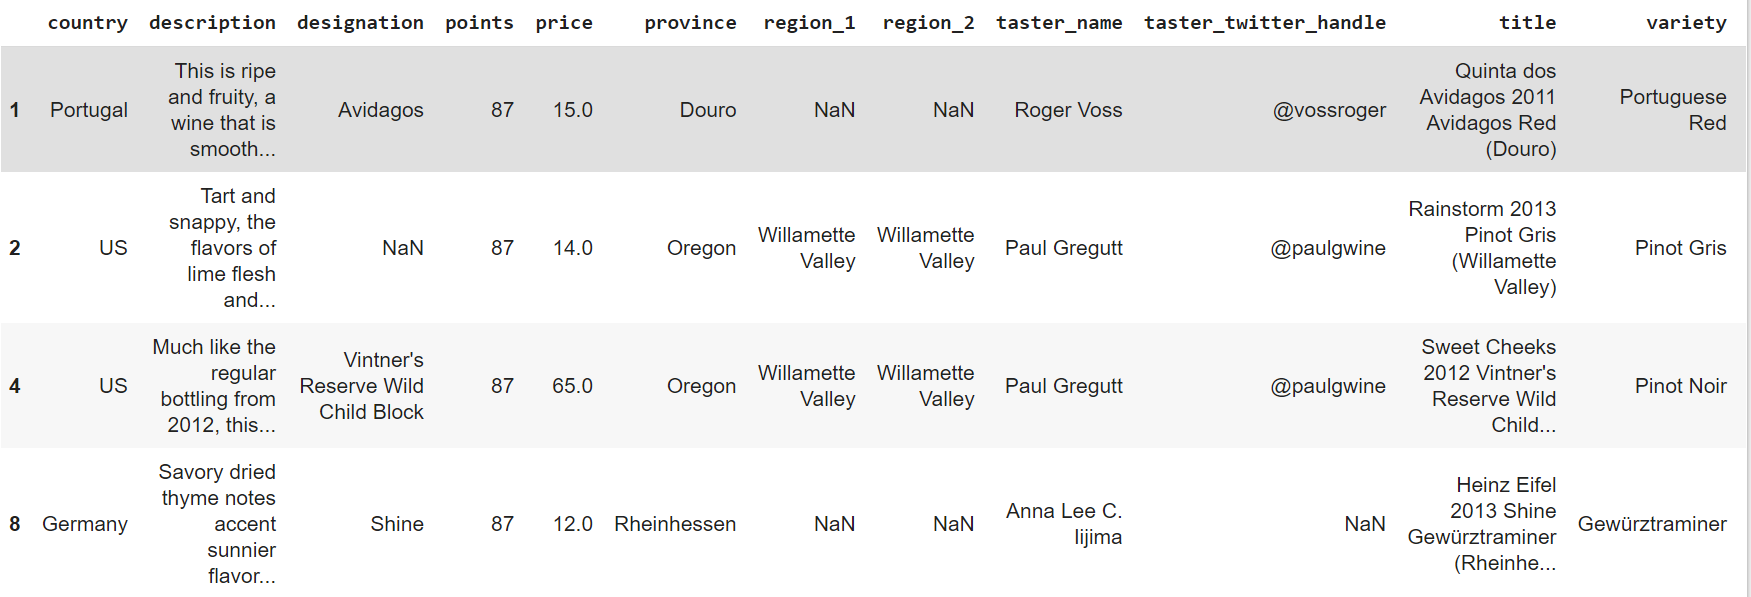 country description designation points price province region_1 region_2 taster_name taster_twitter_handle title variety
1 Portugal This is ripe and fruity, a wine that is smooth... Avidagos 87 15.0 Douro NaN NaN Roger Voss @vossroger Quinta dos Avidagos 2011 Avidagos Red (Douro) Portuguese Red
2 US Tart and snappy, the flavors of lime flesh and... NaN 87 14.0 Oregon Willamette Valley Willamette Valley Paul Gregutt @paulgwine Rainstorm 2013 Pinot Gris (Willamette Valley) Pinot Gris
4 US Much like the regular bottling from 2012, this... Vintner's Reserve Wild Child Block 87 65.0 Oregon Willamette Valley Willamette Valley Paul Gregutt @paulgwine Sweet Cheeks 2012 Vintner's Reserve Wild Child... Pinot Noir
8 Germany Savory dried thyme notes accent sunnier flavor... Shine 87 12.0 Rheinhessen NaN NaN Anna Lee C. Iijima NaN Heinz Eifel 2013 Shine Gewürztraminer (Rheinhe... Gewürztraminer